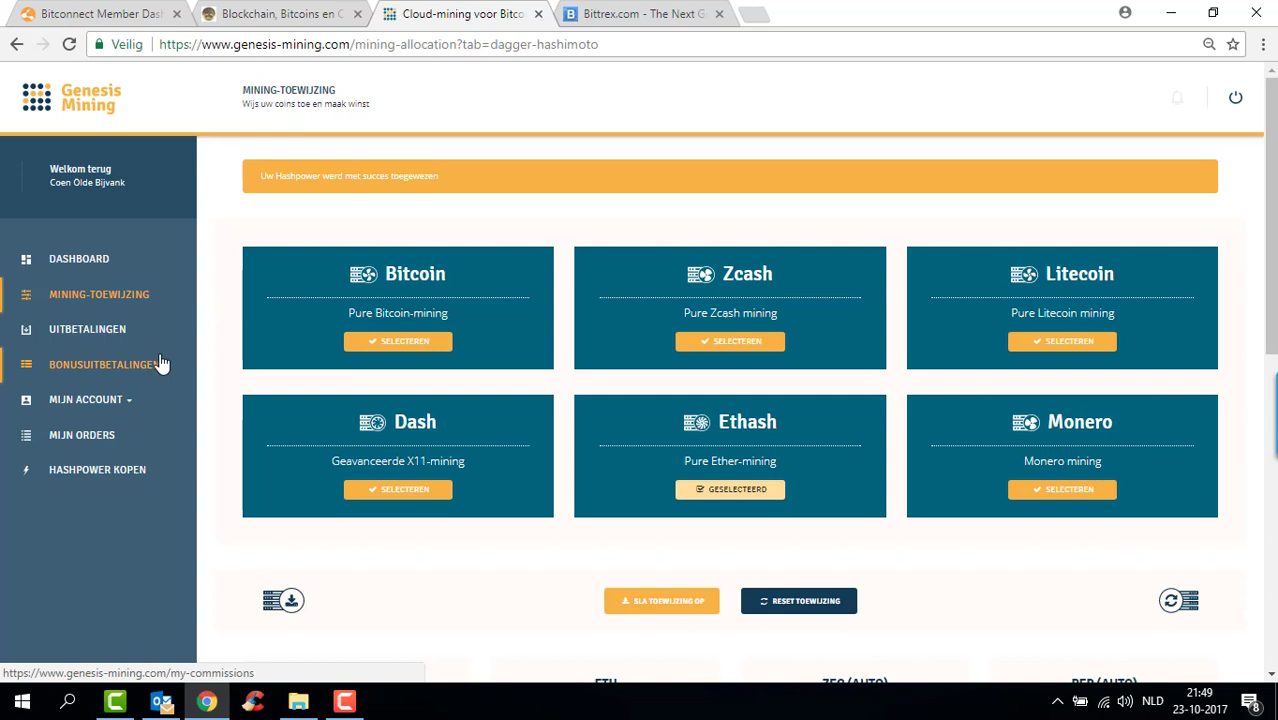 Bitconnect Member Das
Blockchain, Bitcoins en C
Cloud-mining voor Bitco
Bittrex.com - The Next G
Veilig
https://www.genesis-mining.com/mining-allocation?tab=dagger-hashimoto
Genesis
Mining
MINING-TOEWIJZING
Wijs uw coins toe en maak winst
Welkom terug
Coen Olde Bijvank
Uw Hashpower werd met succes toegewezen
DASHBOARD
MINING-TOEWIJZING
UITBETALINGEN
BONUSUITBETALINGEN
MIJN ACCOUNT
MIJN ORDERS
HASHPOWER KOPEN
Bitcoin
Pure Bitcoin-mining
SELECTEREN
Zcash
Pure Zcash mining
SELECTEREN
Litecoin
Pure Litecoin mining
SELECTEREN
Dash
Geavanceerde X11-mining
SELECTEREN
Ethash
Pure Ether-mining
GESELECTEERD
Monero
Monero mining
SELECTEREN
SLA TOEWIJZING OP
RESET TOEWIJZING
ETH
ZEC (AUTO)
https://www.genesis-mining.com/my-commissions
NLD
21:49
23-10-2017
8